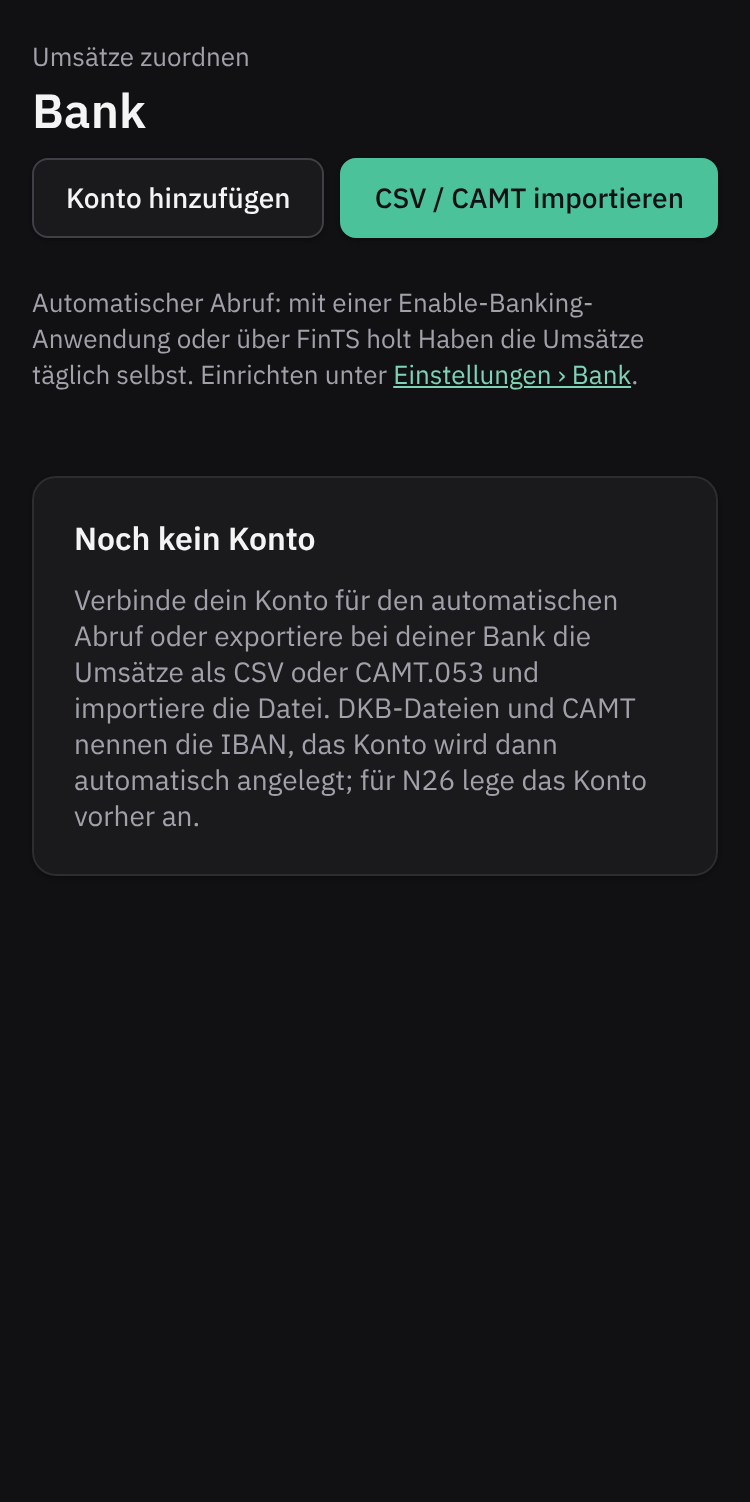 Umsätze zuordnen
Bank
Konto hinzufügen
CSV / CAMT importieren
Automatischer Abruf: mit einer Enable-Banking-
Anwendung oder über FinTS holt Haben die Umsätze
täglich selbst. Einrichten unter Einstellungen › Bank.
Noch kein Konto
Verbinde dein Konto für den automatischen
Abruf oder exportiere bei deiner Bank die
Umsätze als CSV oder CAMT.053 und
importiere die Datei. DKB-Dateien und CAMT
nennen die IBAN, das Konto wird dann
automatisch angelegt; für N26 lege das Konto
vorher an.